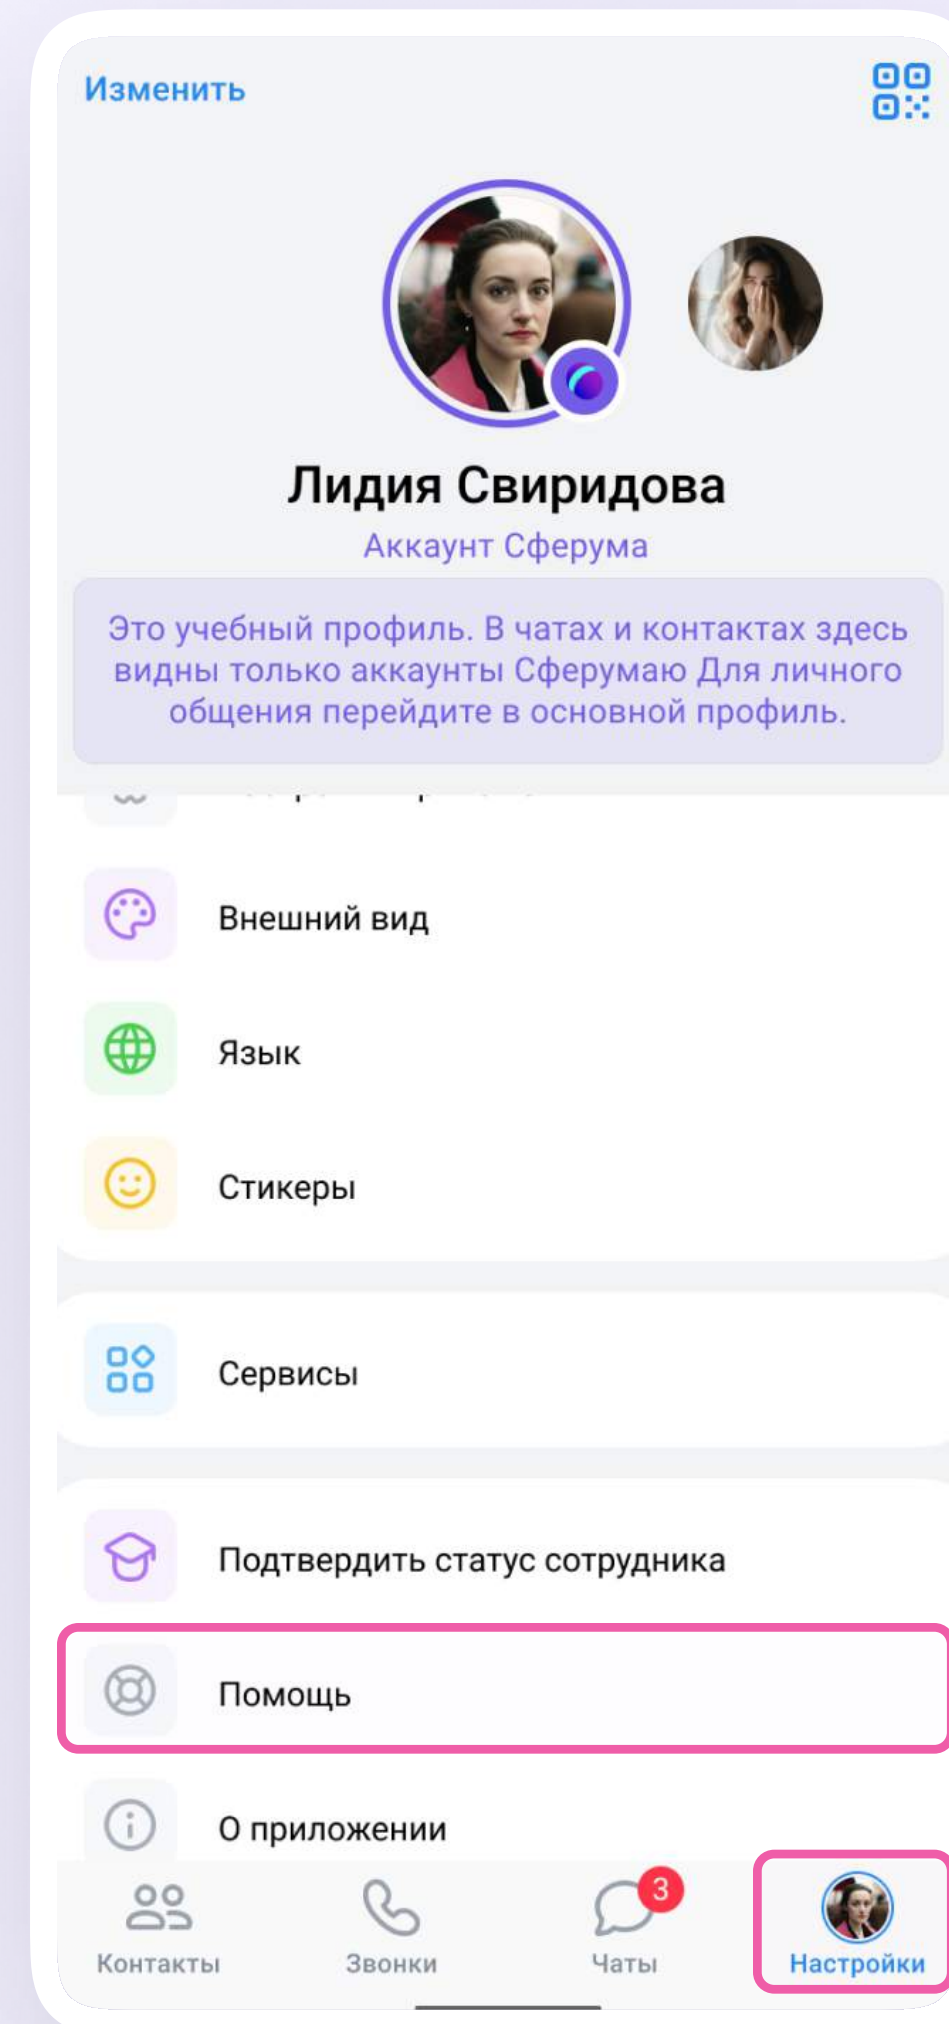 Изменить
Лидия Свиридова
Аккаунт Сферума
Это учебный профиль. В чатах и контактах здесь
видны только аккаунты Сферумаю Для личного
общения перейдите в основной профиль.
Внешний вид
Язык
Стикеры
Сервисы
Подтвердить статус сотрудника
Помощь
О приложении
3
Контакты
Звонки
Чаты
Настройки